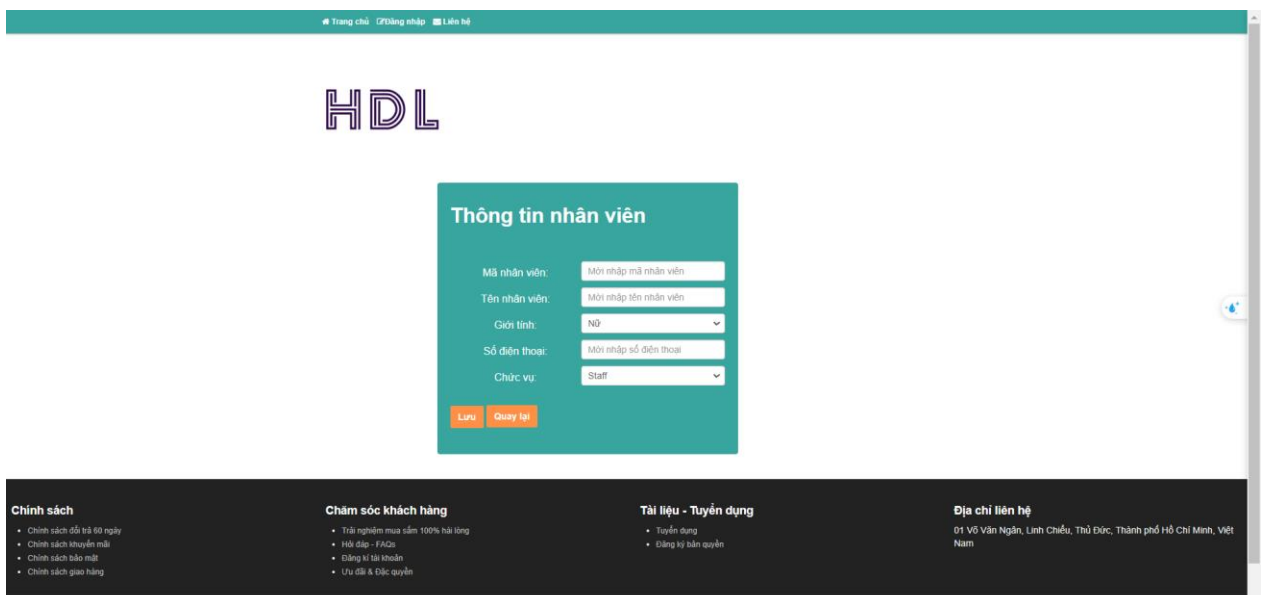 Trang chủ Đăng nhập Liên hệ
HDL
Thông tin nhân viên
Mã nhân viên: Mời nhập mã nhân viên
Tên nhân viên: Mời nhập tên nhân viên
Giới tính: Nữ
Số điện thoại: Mời nhập số điện thoại
Chức vụ: Staff
Lưu Quay lại
Chính sách
• Chính sách đổi trả 60 ngày
• Chính sách khuyến mãi
• Chính sách bảo mật
• Chính sách giao hàng
Chăm sóc khách hàng
• Trải nghiệm mua sắm 100% hài lòng
• Hỏi đáp - FAQs
• Đăng kí tài khoản
• Ưu đãi & Đặc quyền
Tài liệu - Tuyển dụng
• Tuyển dụng
• Đăng ký bản quyền
Địa chỉ liên hệ
01 Võ Văn Ngân, Linh Chiểu, Thủ Đức, Thành phố Hồ Chí Minh, Việt
Nam